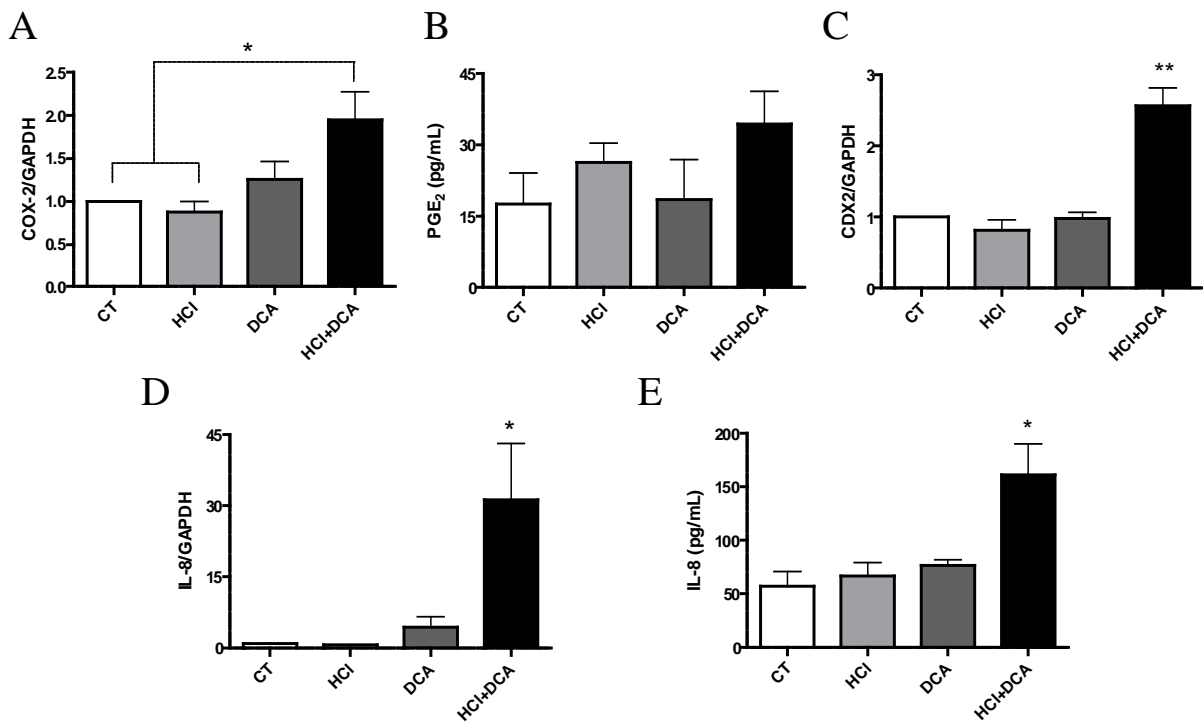 A
*
2.5
2.0
1.5
1.0
0.5
0.0
COX-2/GAPDH
CT
HCl
DCA
HCl+DCA
B
45
30
15
0
PGE2 (pg/mL)
CT
HCl
DCA
HCl+DCA
C
**
3
2
1
0
CDX2/GAPDH
CT
HCl
DCA
HCl+DCA
D
*
45
30
15
0
IL-8/GAPDH
CT
HCl
DCA
HCl+DCA
E
*
200
150
100
50
0
IL-8 (pg/mL)
CT
HCl
DCA
HCl+DCA